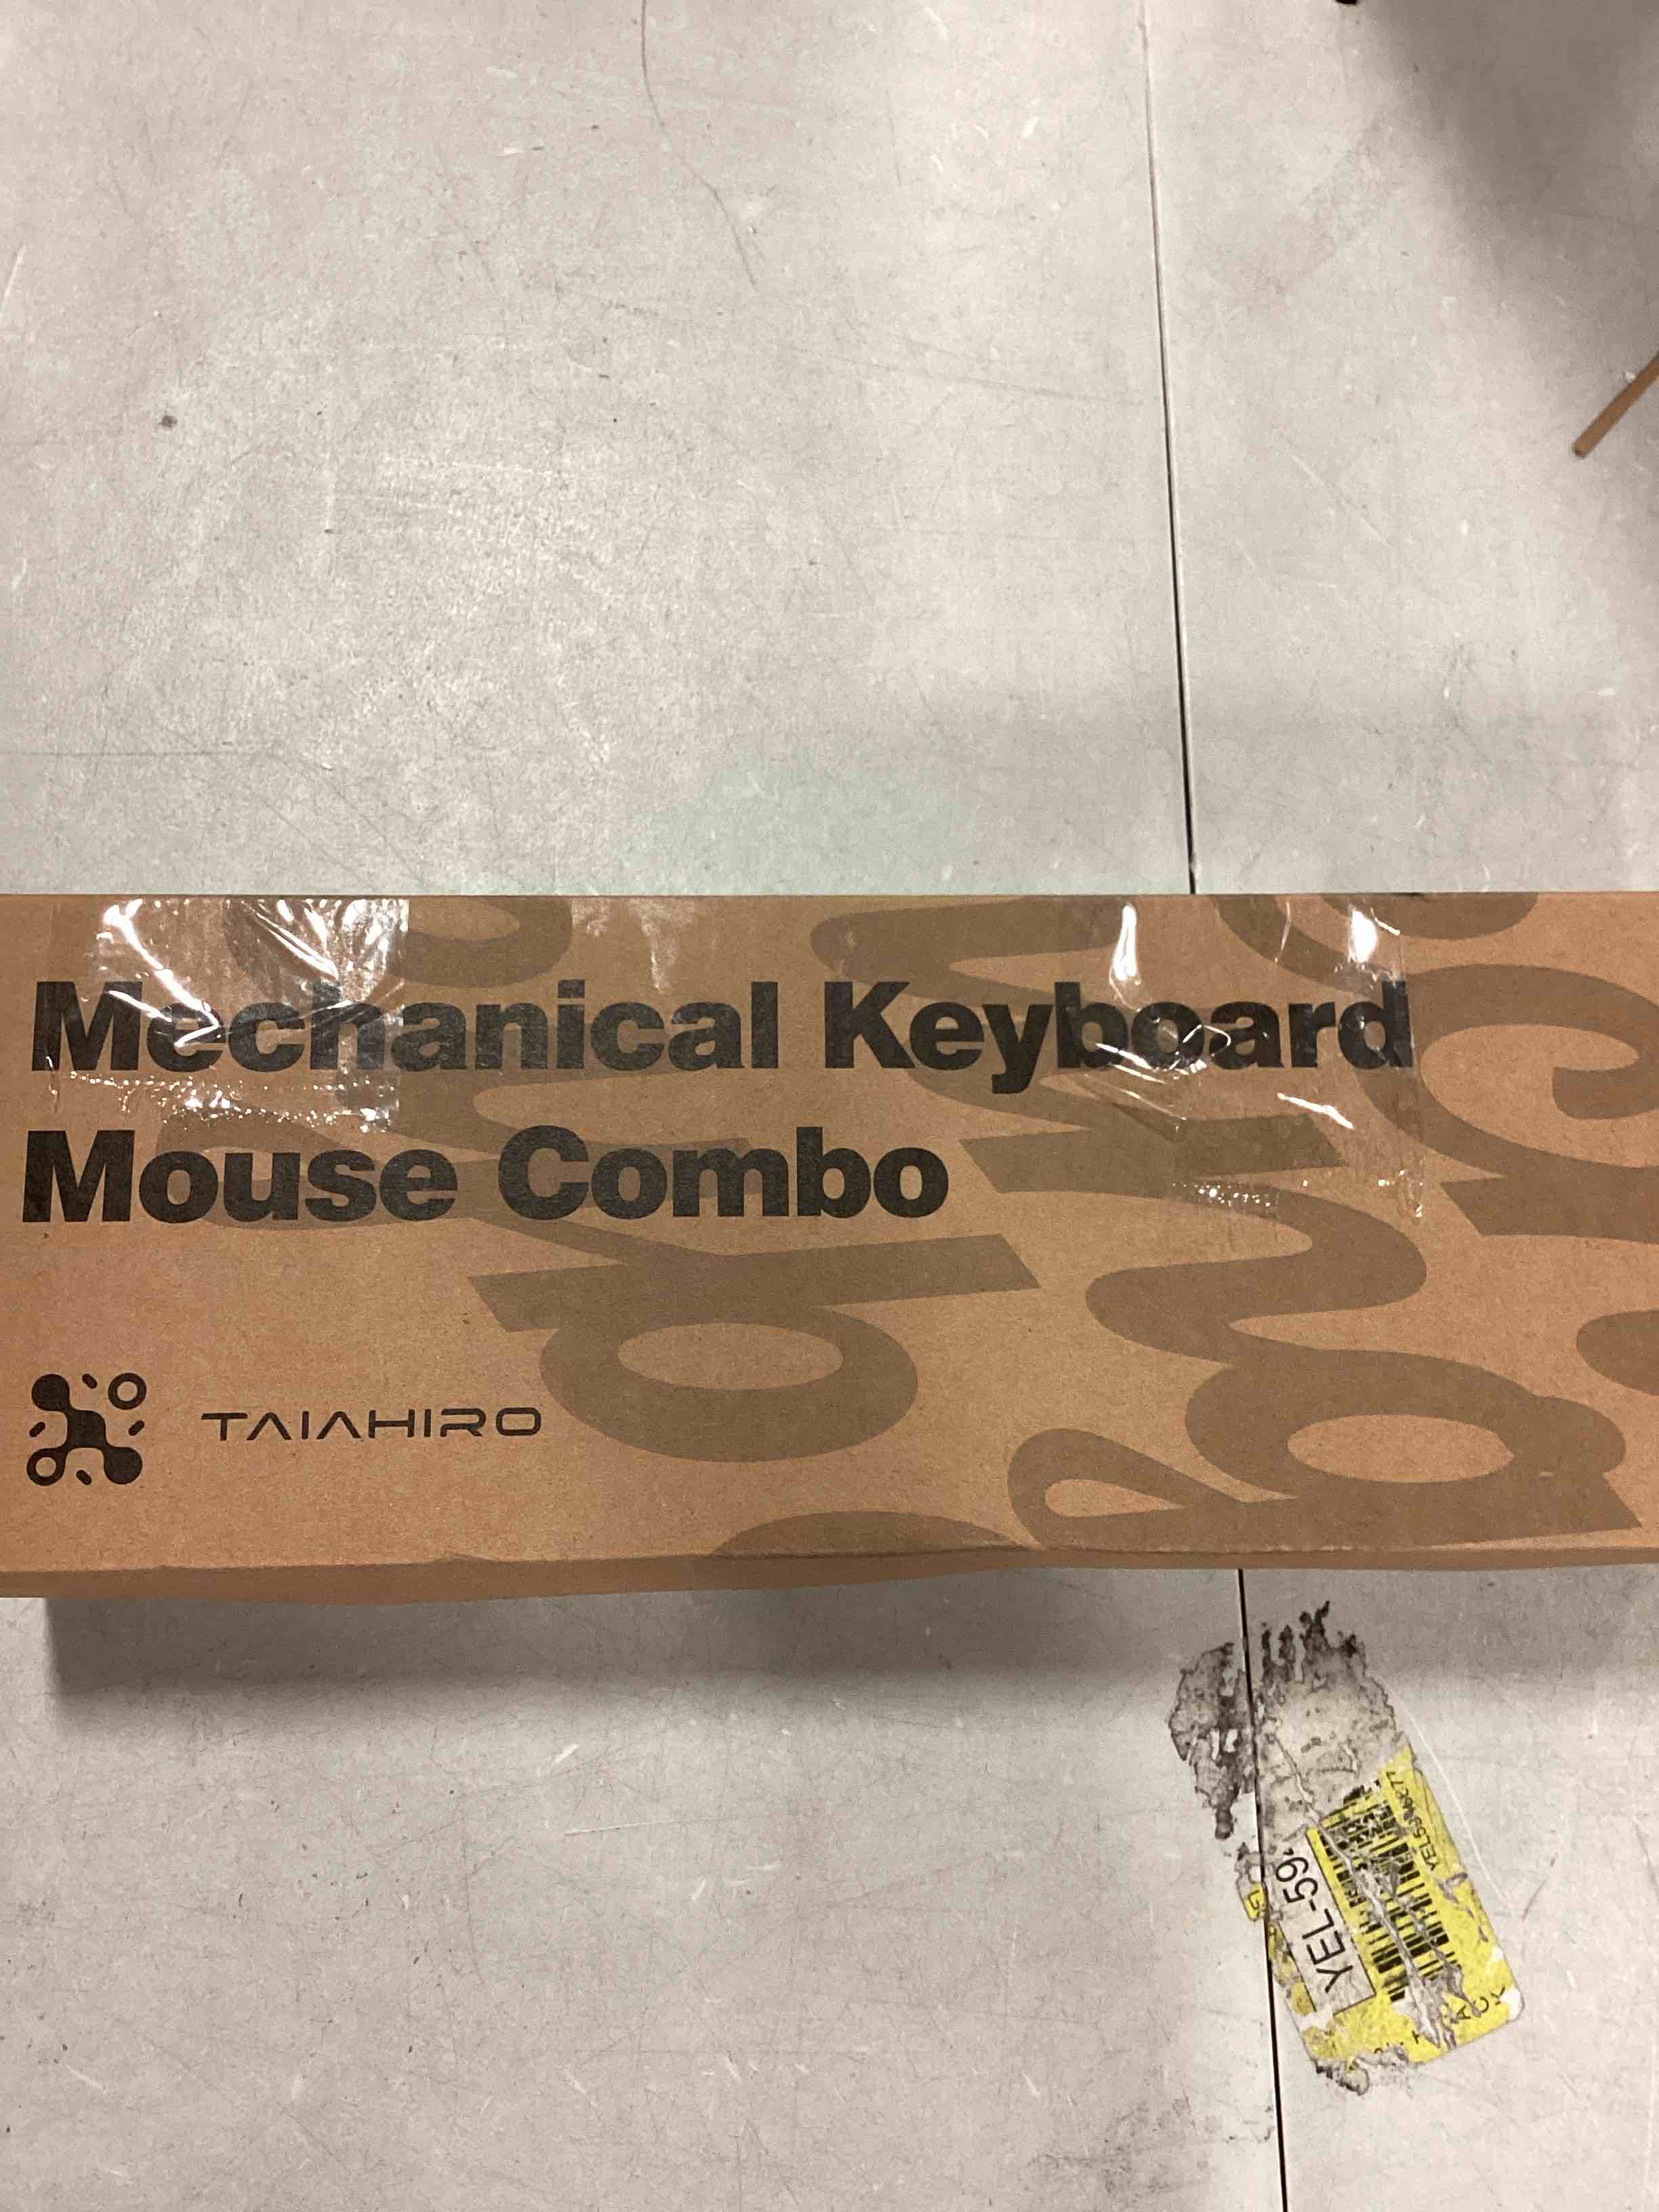 Mechanical Keyboard
Mouse Combo
TAIAHIRO
YEL-59